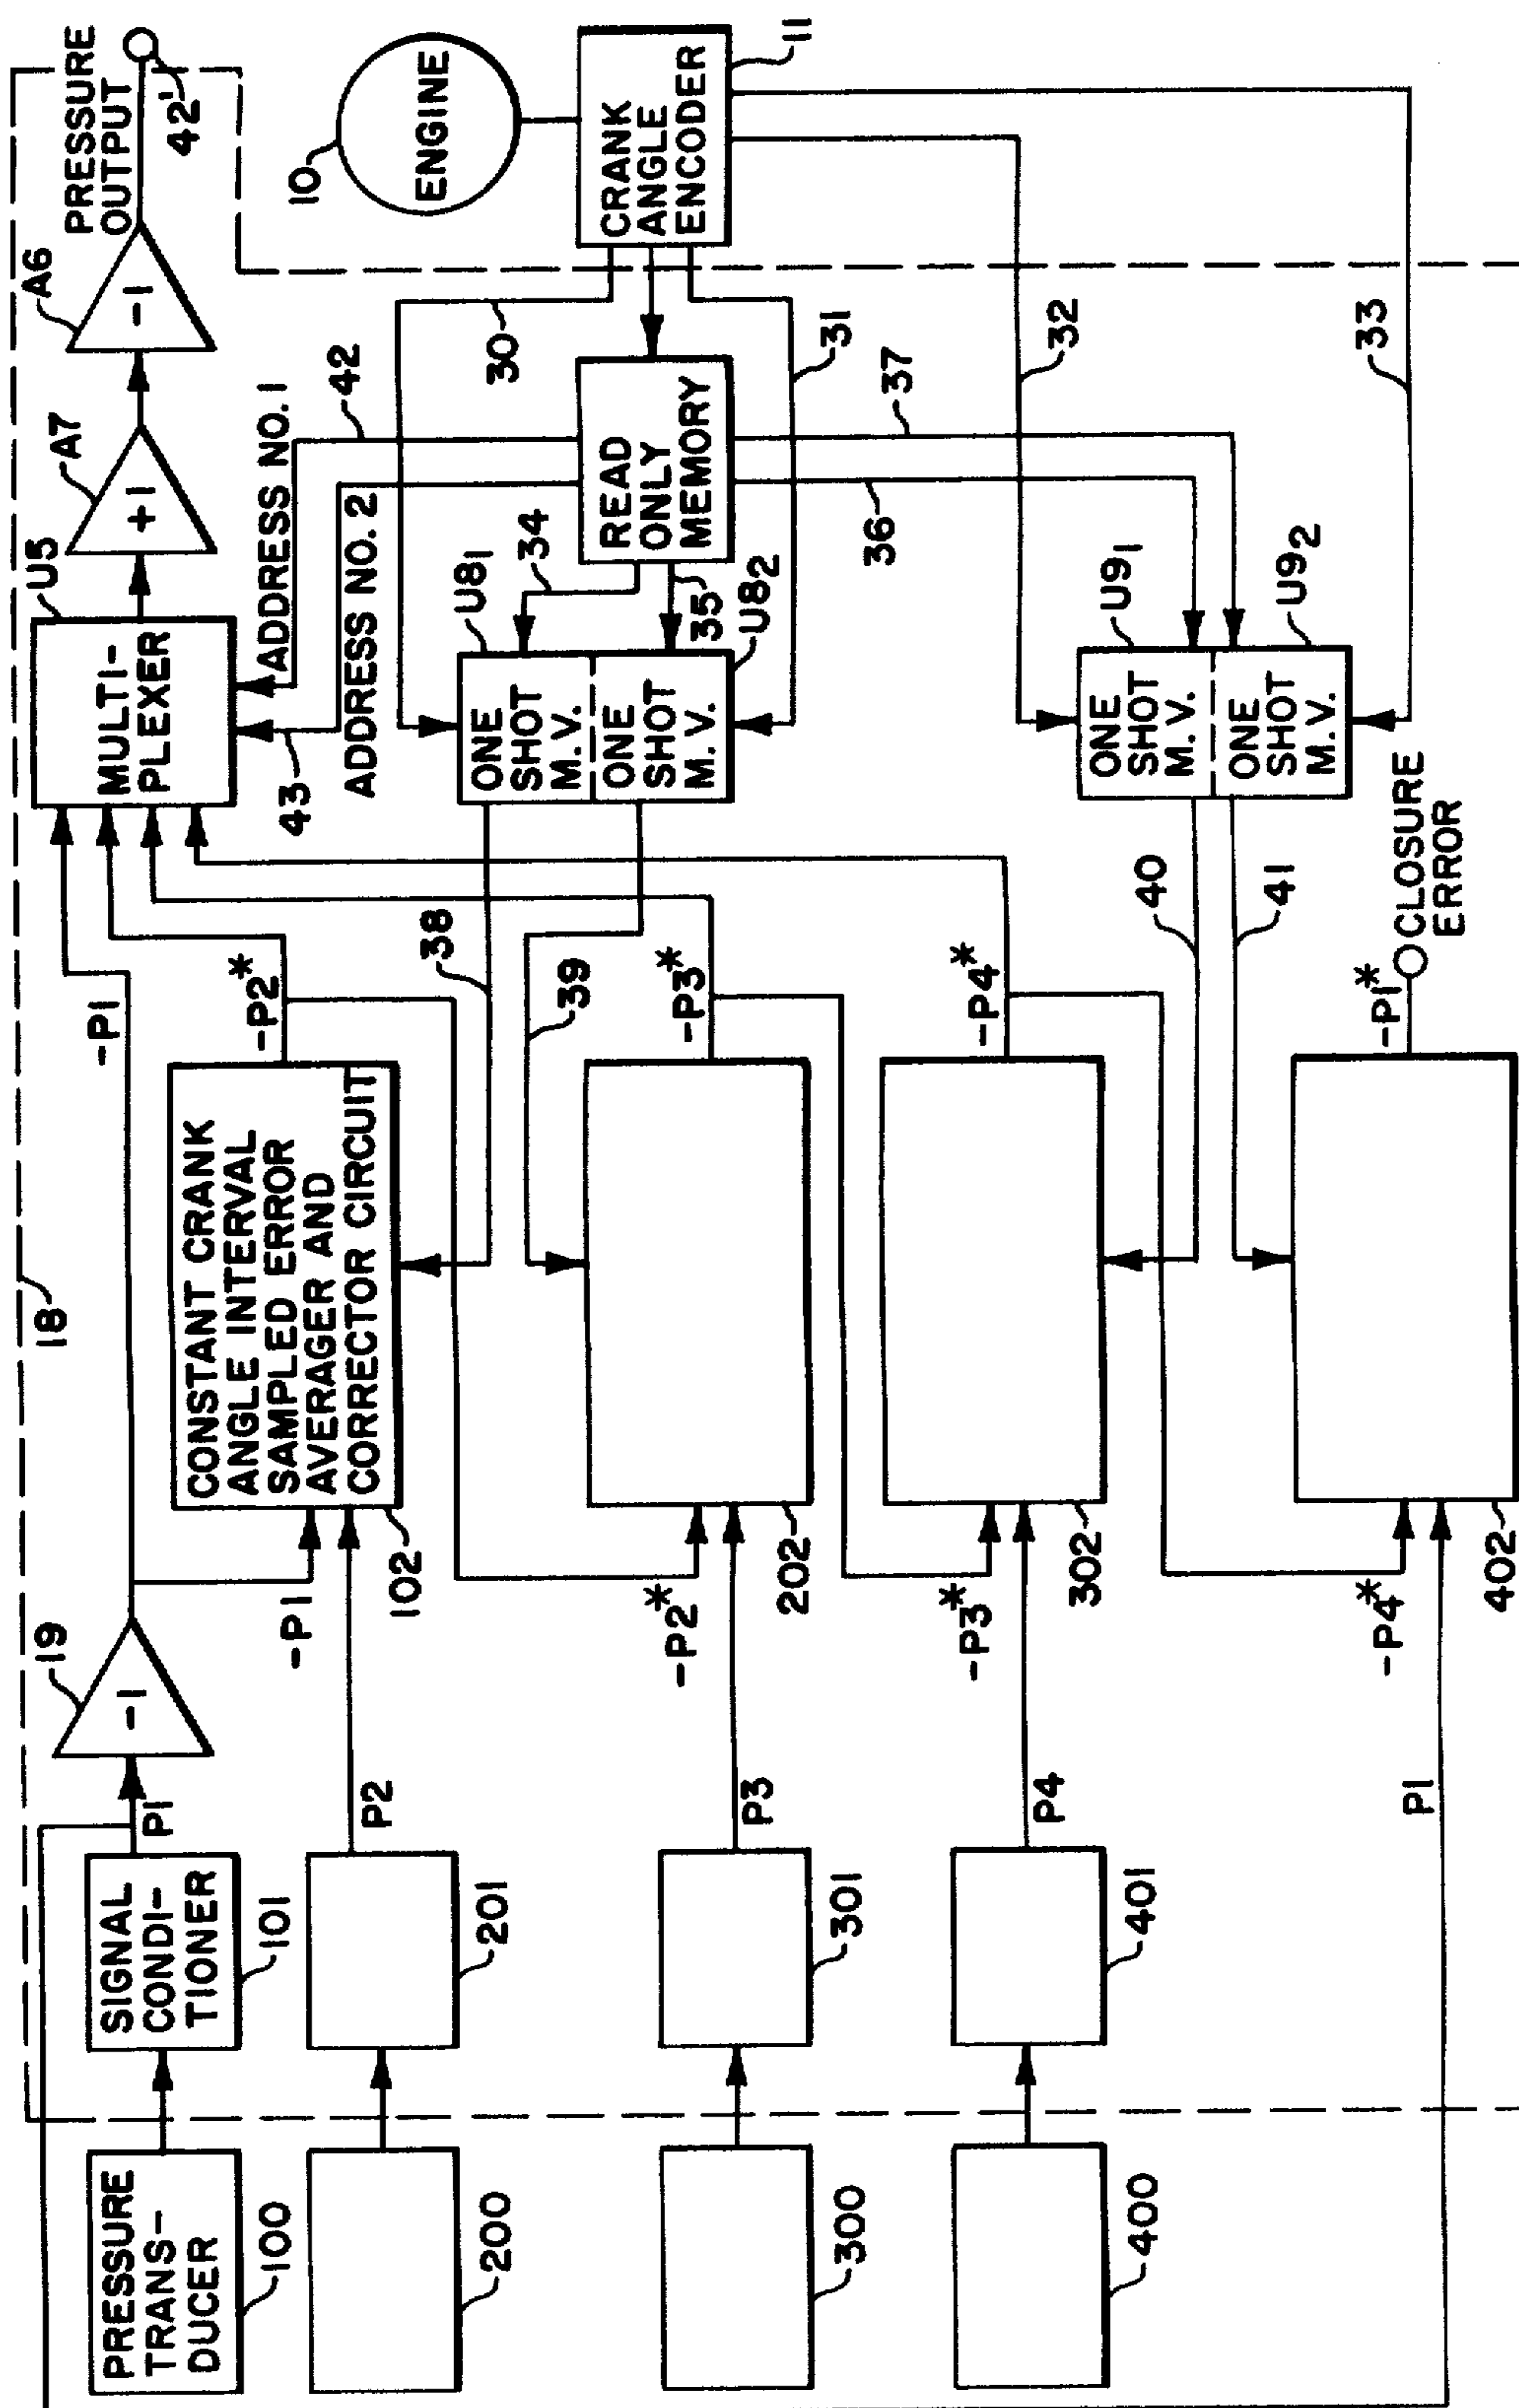 PRESSURE
TRANS-
DUCER
100
SIGNAL
CONDI-
TIONER
101
P1
-1
19
-P1
18
MULTI-
PLEXER
U5
+1
A7
-1
A6
PRESSURE
OUTPUT
42'
200
201
P2
-P1
102
CONSTANT CRANK
ANGLE INTERVAL
SAMPLED ERROR
AVERAGER AND
CORRECTOR CIRCUIT
-P2*
38
43
ADDRESS NO. 1
ADDRESS NO. 2
42
30
10
ENGINE
CRANK
ANGLE
ENCODER
11
READ
ONLY
MEMORY
34
35
U81
U82
ONE
SHOT
M.V.
ONE
SHOT
M.V.
31
36
37
32
33
300
301
P3
-P2*
202
39
-P3*
400
401
P4
-P3*
302
-P4*
40
41
ONE
SHOT
M.V.
ONE
SHOT
M.V.
U91
U92
P1
-P4*
402
-P1*
CLOSURE
ERROR